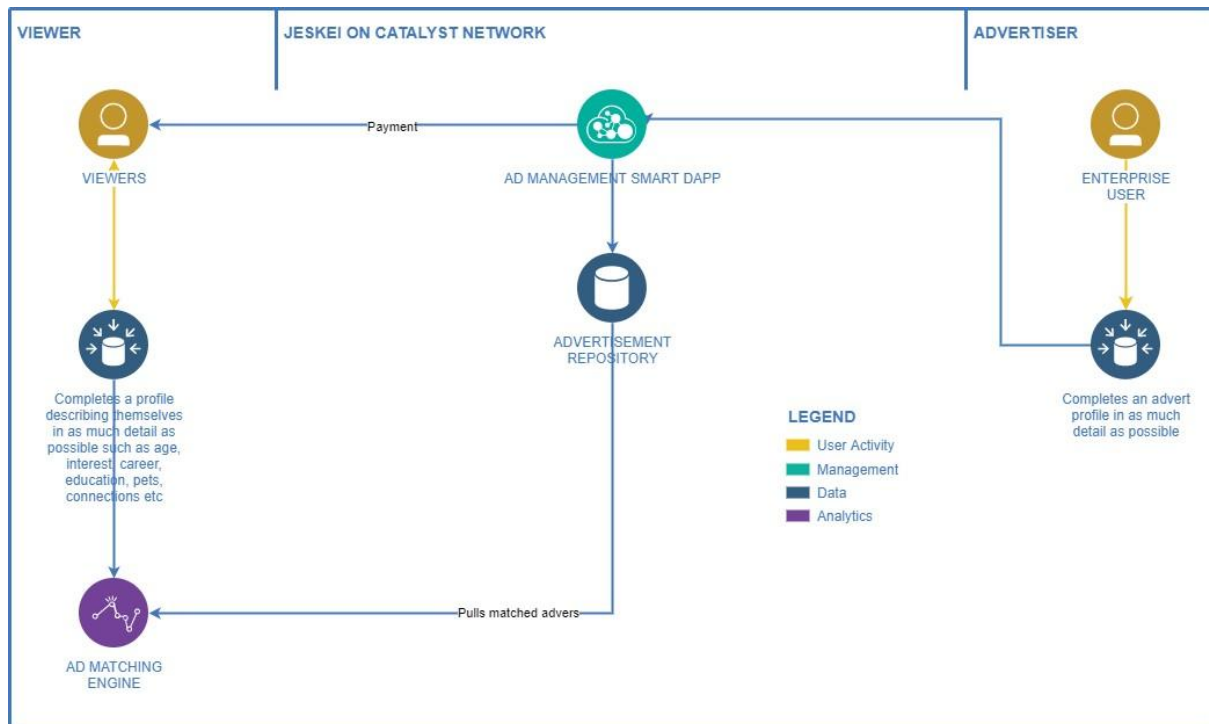 VIEWER
JESKEI ON CATALYST NETWORK
ADVERTISER
Payment
VIEWERS
AD MANAGEMENT SMART DAPP
ENTERPRISE
USER
ADVERTISEMENT
REPOSITORY
Completes a profile
describing themselves
in as much detail as
possible such as age,
interest, career,
education, pets,
connections etc
Completes an advert
profile in as much
detail as possible
LEGEND
User Activity
Management
Data
Analytics
Pulls matched advers
AD MATCHING
ENGINE